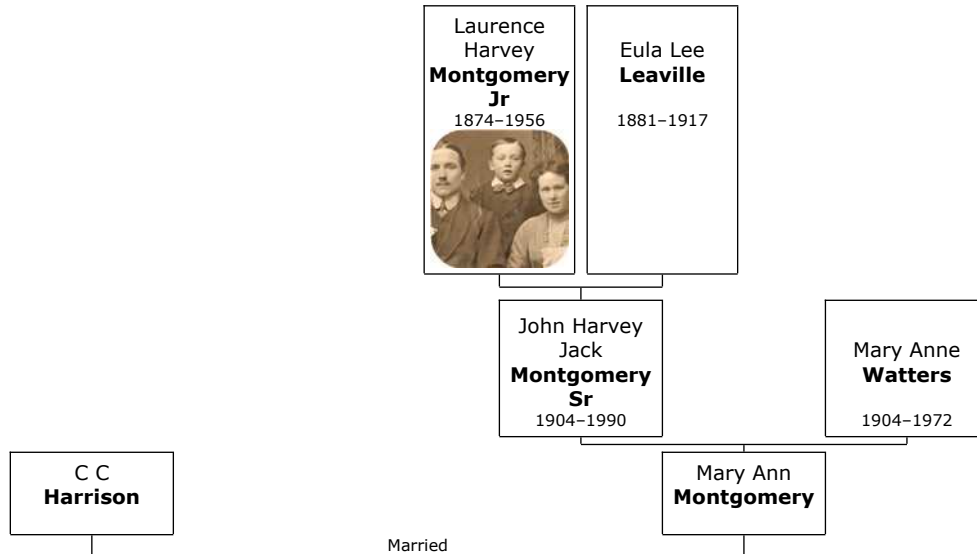 Laurence
Harvey
Montgomery
Jr
1874–1956
Eula Lee
Leaville
1881–1917
John Harvey
Jack
Montgomery
Sr
1904–1990
Mary Anne
Watters
1904–1972
C C
Harrison
Mary Ann
Montgomery
Married